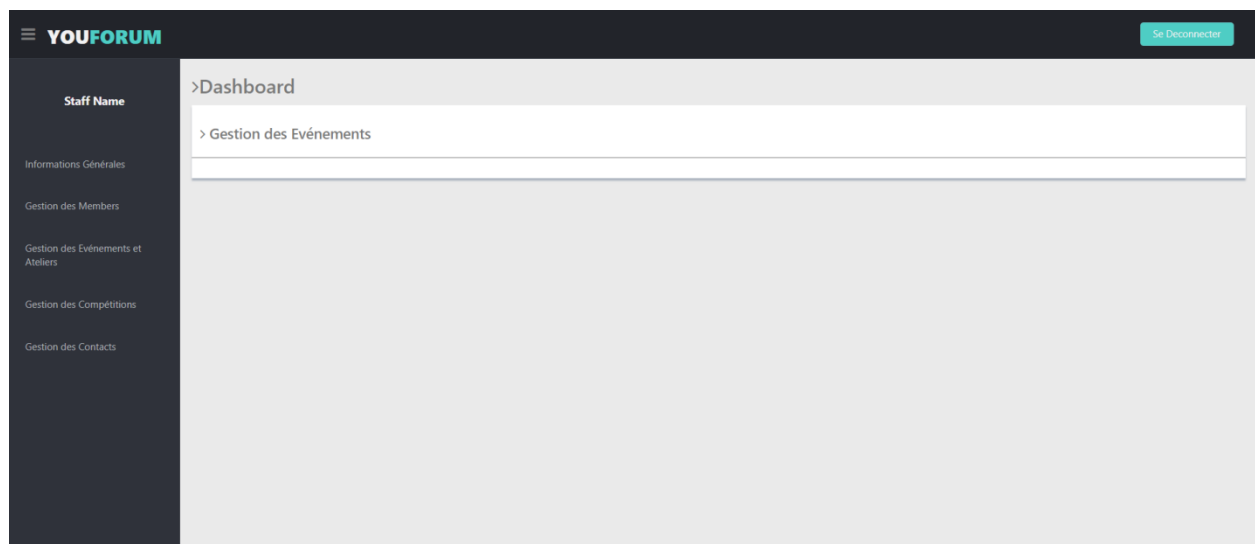 YOUFORUM
Se Deconnecter
Staff Name
Informations Générales
Gestion des Members
Gestion des Evénements et
Ateliers
Gestion des Compétitions
Gestion des Contacts
>Dashboard
> Gestion des Evénements